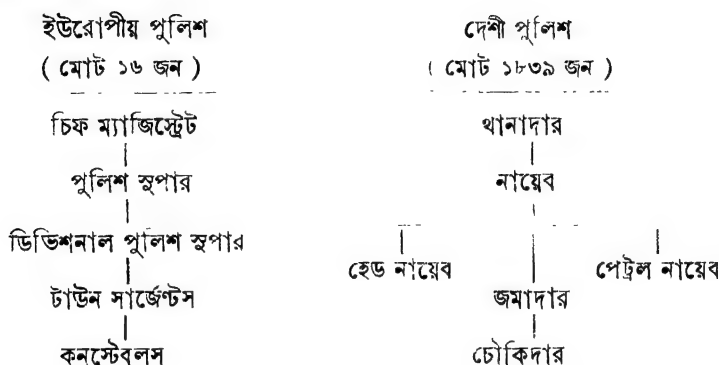 ইউরোপীয় পুলিশ
( মোট ১৬ জন )
চিফ ম্যাজিস্ট্রেট
পুলিশ সুপার
ডিভিশনাল পুলিশ সুপার
টাউন সার্জেণ্টস
কনস্টেবলস
দেশী পুলিশ
( মোট ১৮৩৯ জন )
থানাদার
নায়েব
হেড নায়েব
পেট্রল নায়েব
জমাদার
চৌকিদার